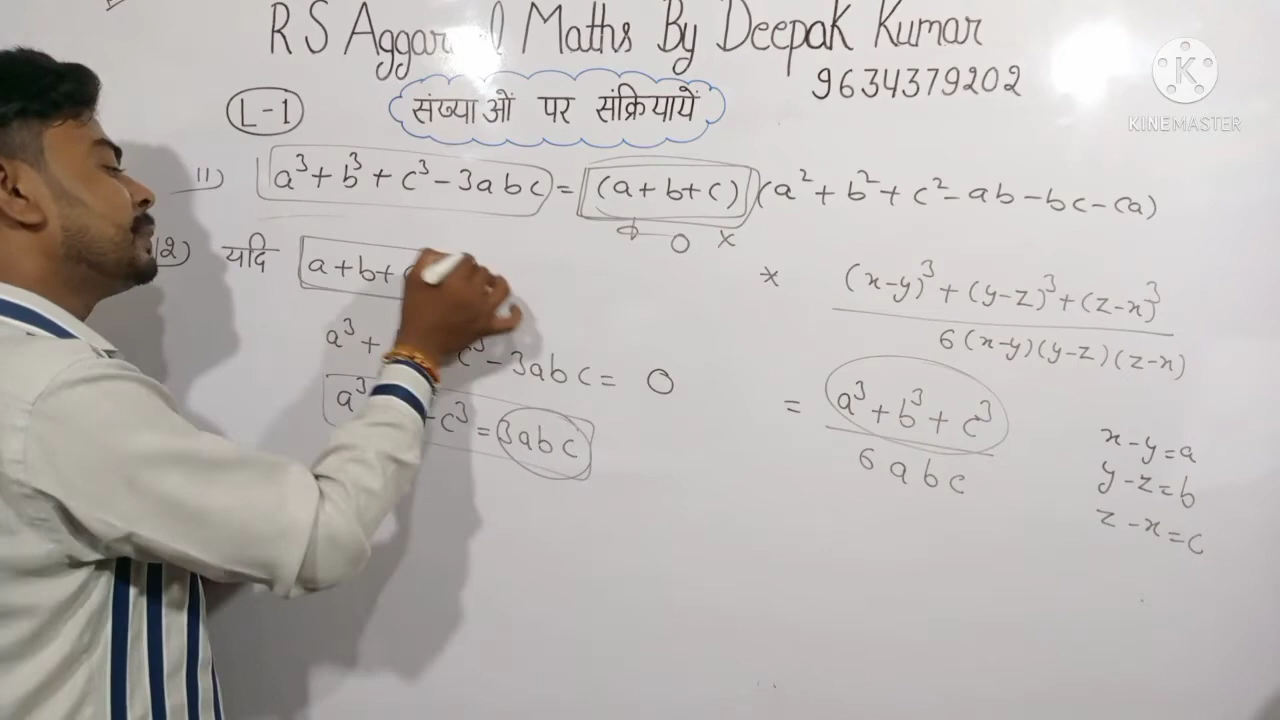 RS Aggar l Maths By Deepak Kumar
9634379202
KINEMASTER
L-1
संख्याओं पर संक्रियायें
11) a³ + b³ + c³ - 3abc = (a+b+c) (a² + b² + c² - ab - bc - ca)
0 x
12) यदि a+b+
a³ + c³ - 3abc = 0
a³ - c³ = 3abc
* (x-y)³ + (y-z)³ + (z-x)³
6(x-y)(y-z)(z-x)
= a³ + b³ + c³
6abc
x-y=a
y-z=b
z-x=c